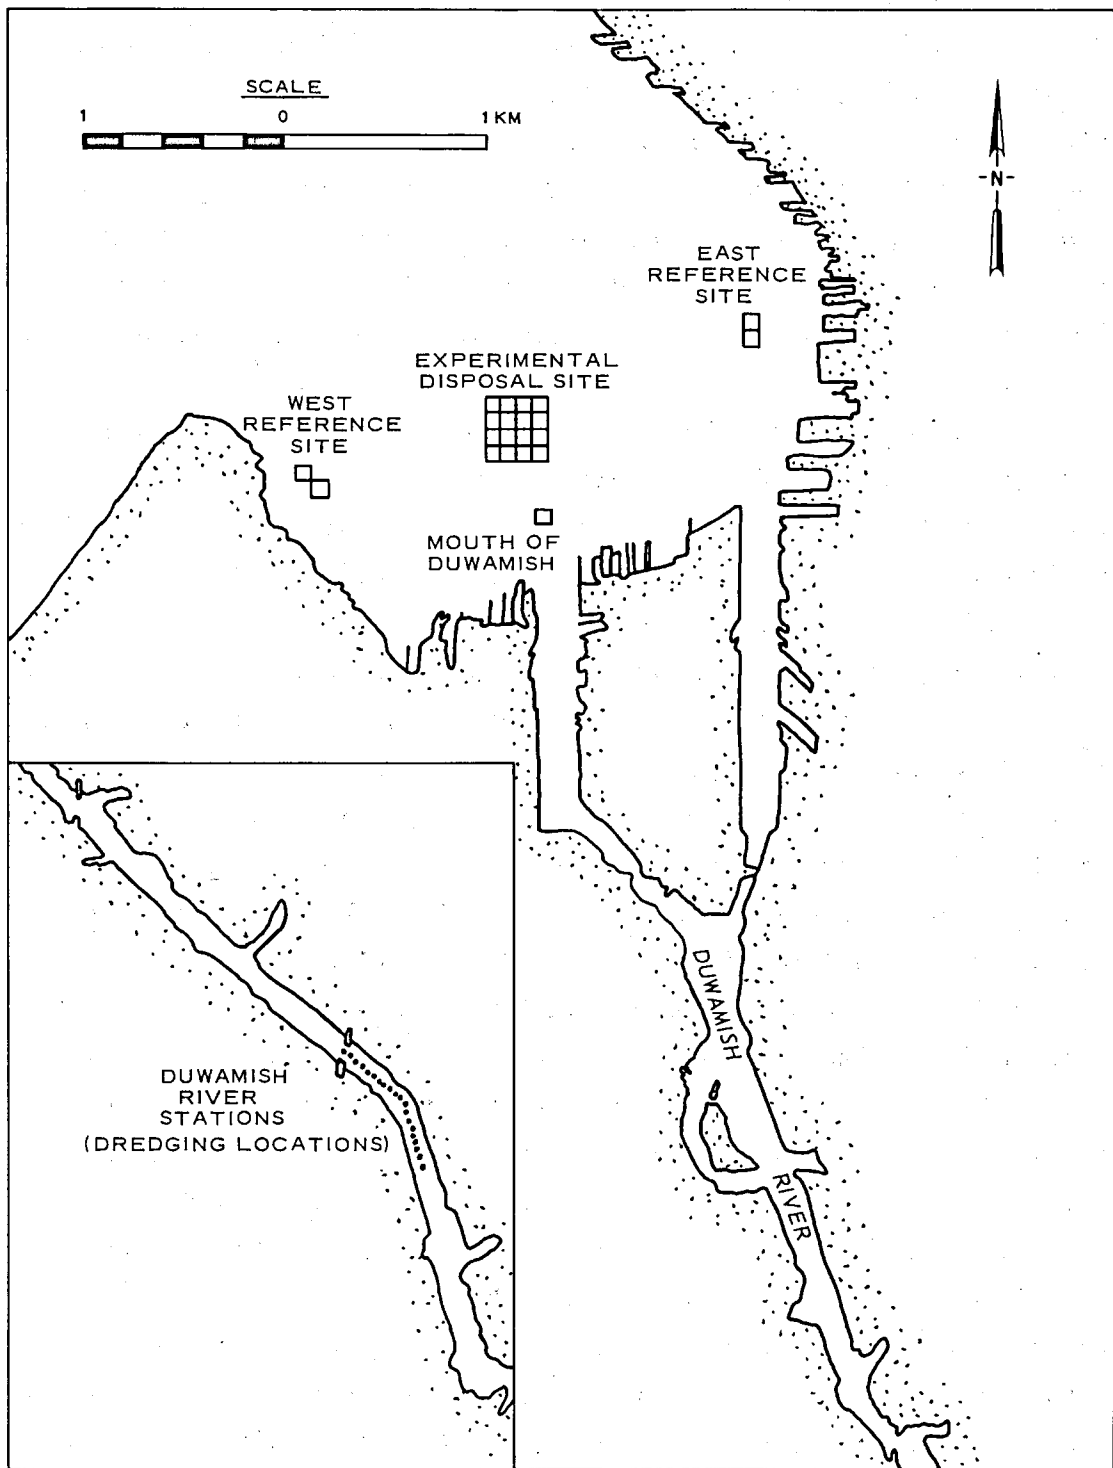 SCALE
1 0 1 KM
-N-
EAST
REFERENCE
SITE
EXPERIMENTAL
DISPOSAL SITE
WEST
REFERENCE
SITE
MOUTH OF
DUWAMISH
DUWAMISH
RIVER
DUWAMISH
RIVER
STATIONS
(DREDGING LOCATIONS)